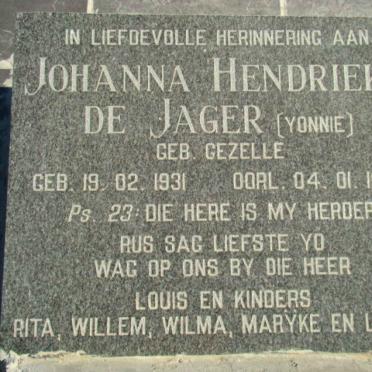 IN LIEFDEVOLLE HERINNERING AAN
JOHANNA HENDRIEK
DE JAGER (YONNIE)
GEB. GEZELLE
GEB. 19. 02. 1931 OORL. 04. 01.
Ps. 23: DIE HERE IS MY HERDER
RUS SAG LIEFSTE YO
WAG OP ONS BY DIE HEER
LOUIS EN KINDERS
RITA, WILLEM, WILMA, MARYKE EN